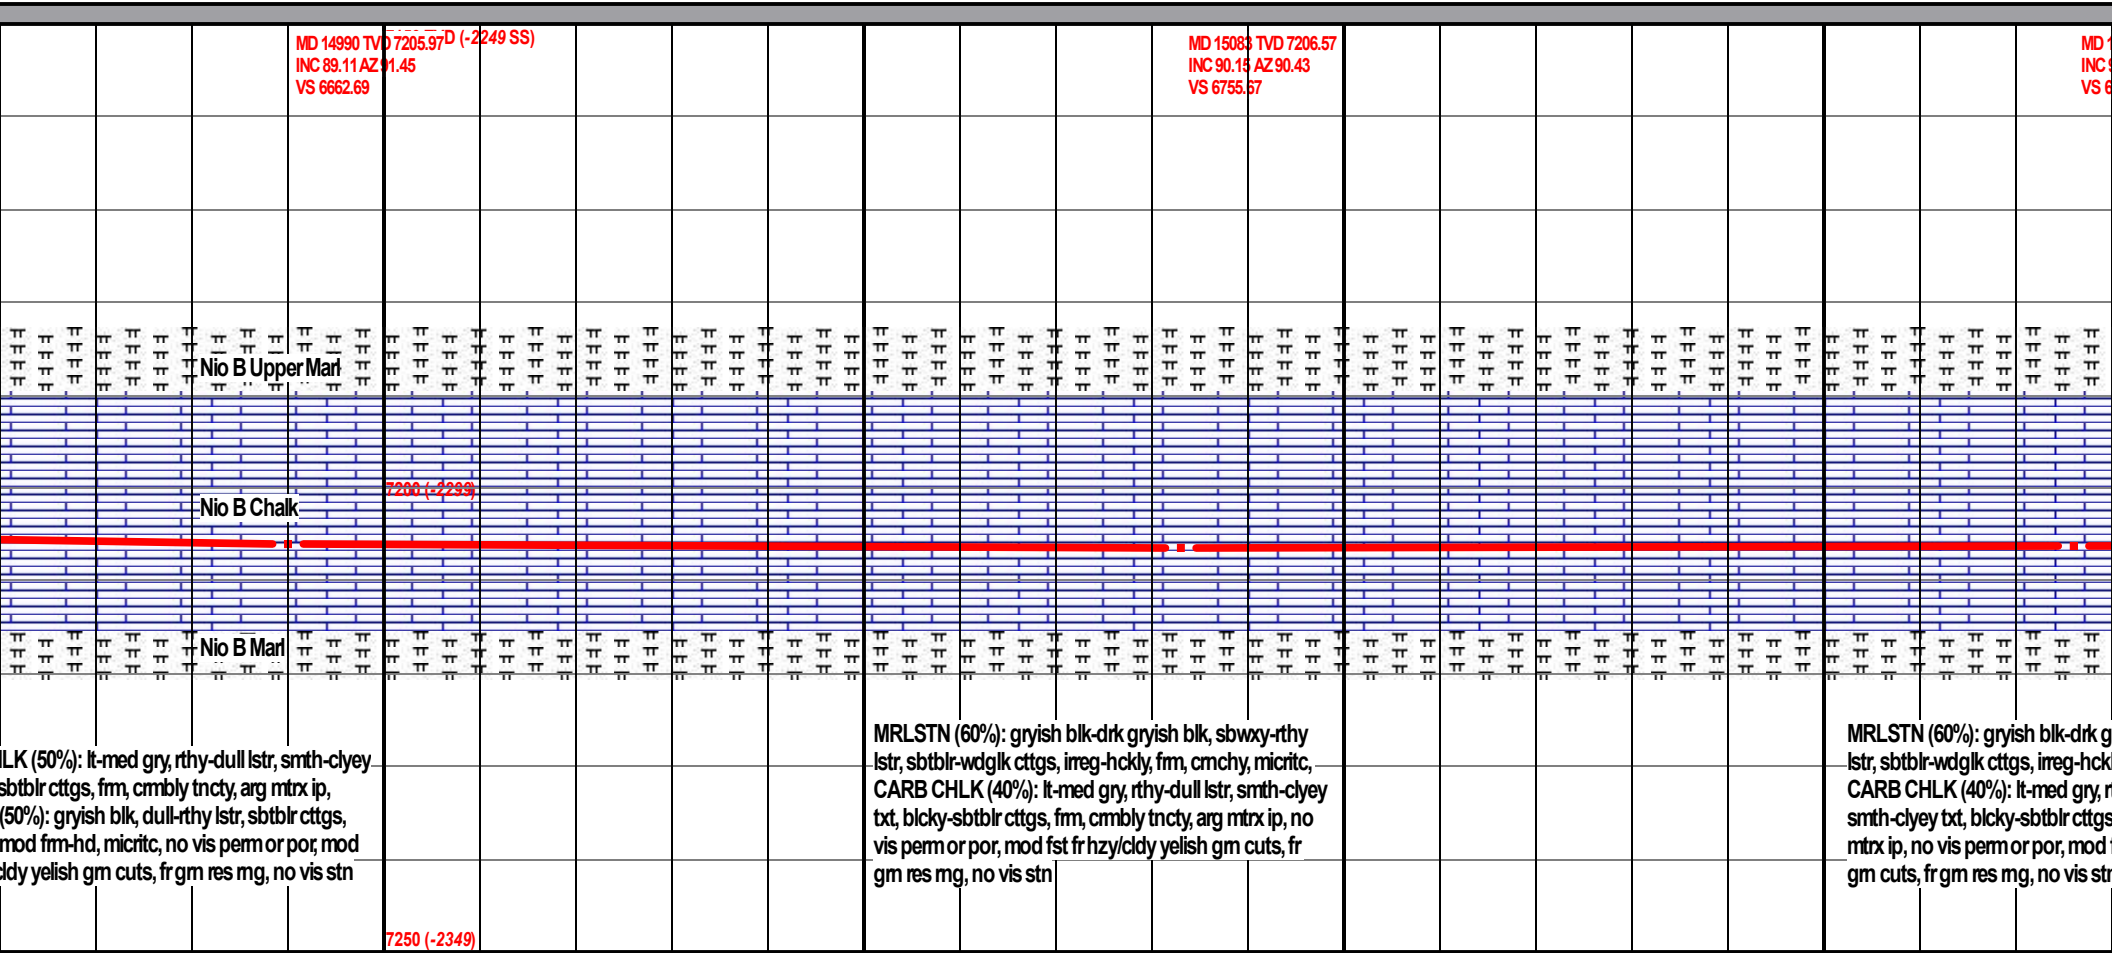 MD 14990 TVD 7205.97
INC 89.11 AZ 91.45
VS 6662.69
TVD (-2249 SS)
MD 15083 TVD 7206.57
INC 90.15 AZ 90.43
VS 6755.67
MD 1
INC 9
VS 6
Nio B Upper Marl
7200 (-2299)
Nio B Chalk
Nio B Marl
LK (50%): lt-med gry, rthy-dull lstr, smth-clyey
sbtblr cttgs, frm, crmbly tncty, arg mtrx ip,
(50%): gryish blk, dull-rthy lstr, sbtblr cttgs,
mod frm-hd, micritc, no vis perm or por, mod
cldy yelish grn cuts, fr grn res rng, no vis stn
MRLSTN (60%): gryish blk-drk gryish blk, sbwxy-rthy
lstr, sbtblr-wdglk cttgs, irreg-hckly, frm, crnchy, micritc,
CARB CHLK (40%): lt-med gry, rthy-dull lstr, smth-clyey
txt, blcky-sbtblr cttgs, frm, crmbly tncty, arg mtrx ip, no
vis perm or por, mod fst fr hzy/cldy yelish grn cuts, fr
grn res rng, no vis stn
MRLSTN (60%): gryish blk-drk g
lstr, sbtblr-wdglk cttgs, irreg-hckl
CARB CHLK (40%): lt-med gry, r
smth-clyey txt, blcky-sbtblr cttgs
mtrx ip, no vis perm or por, mod f
grn cuts, fr grn res rng, no vis stn
7250 (-2349)